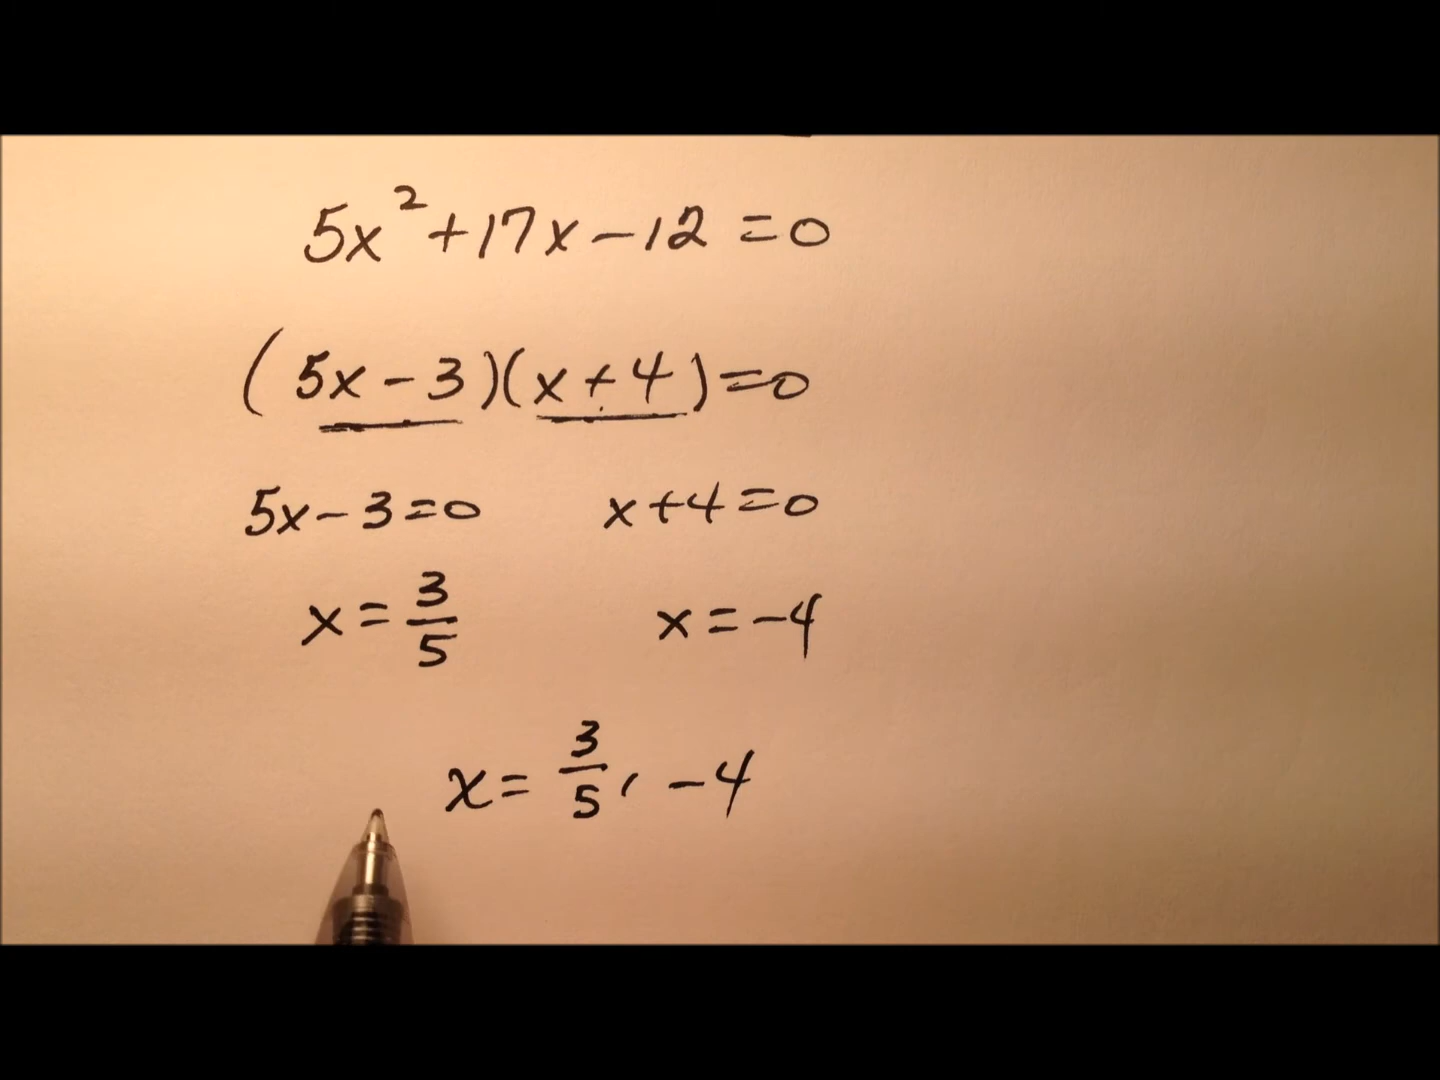 5x² + 17x - 12 = 0
(5x - 3)(x + 4) = 0
5x - 3 = 0 x + 4 = 0
x = 3/5 x = -4
x = 3/5, -4